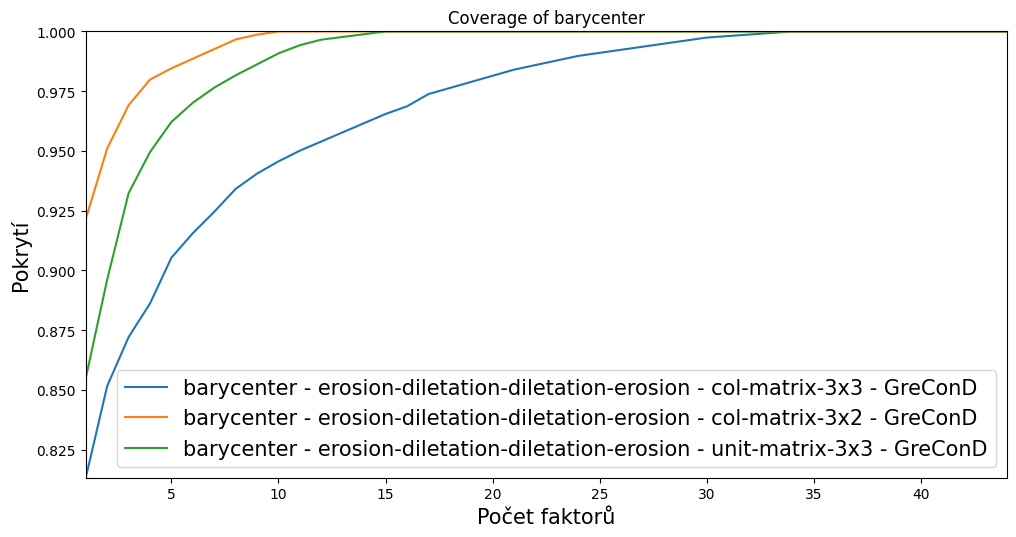 Coverage of barycenter
Pokrytí
1.000
0.975
0.950
0.925
0.900
0.875
0.850
0.825
barycenter - erosion-diletation-diletation-erosion - col-matrix-3x3 - GreConD
barycenter - erosion-diletation-diletation-erosion - col-matrix-3x2 - GreConD
barycenter - erosion-diletation-diletation-erosion - unit-matrix-3x3 - GreConD
5 10 15 20 25 30 35 40
Počet faktorů